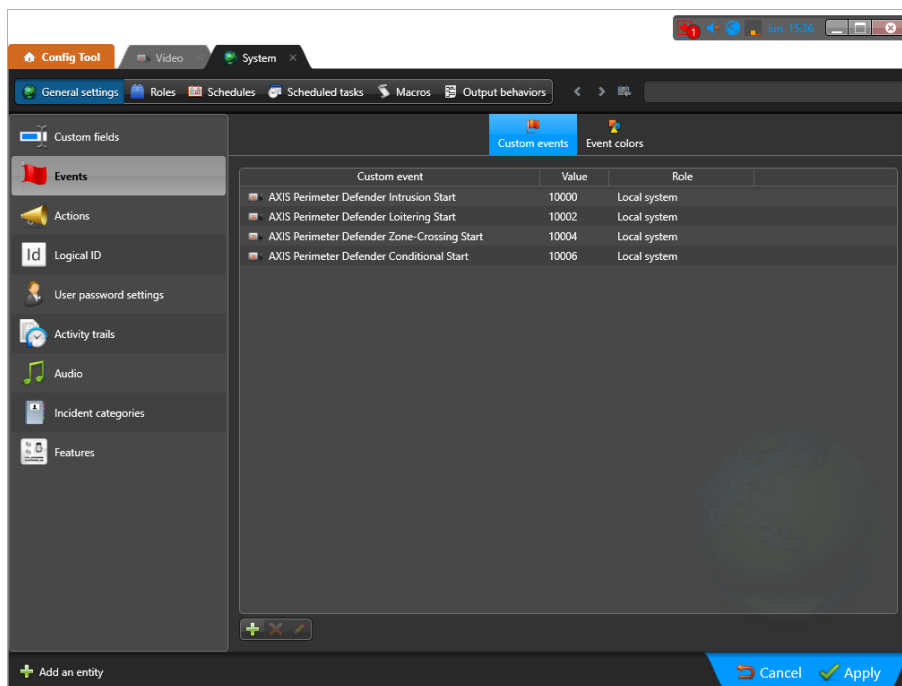 1 lun. 15:36
Config Tool Video System
General settings Roles Schedules Scheduled tasks Macros Output behaviors
Custom fields
Events
Actions
Id Logical ID
User password settings
Activity trails
Audio
Incident categories
Features
Custom events Event colors
Custom event Value Role
AXIS Perimeter Defender Intrusion Start 10000 Local system
AXIS Perimeter Defender Loitering Start 10002 Local system
AXIS Perimeter Defender Zone-Crossing Start 10004 Local system
AXIS Perimeter Defender Conditional Start 10006 Local system
Add an entity
Cancel Apply